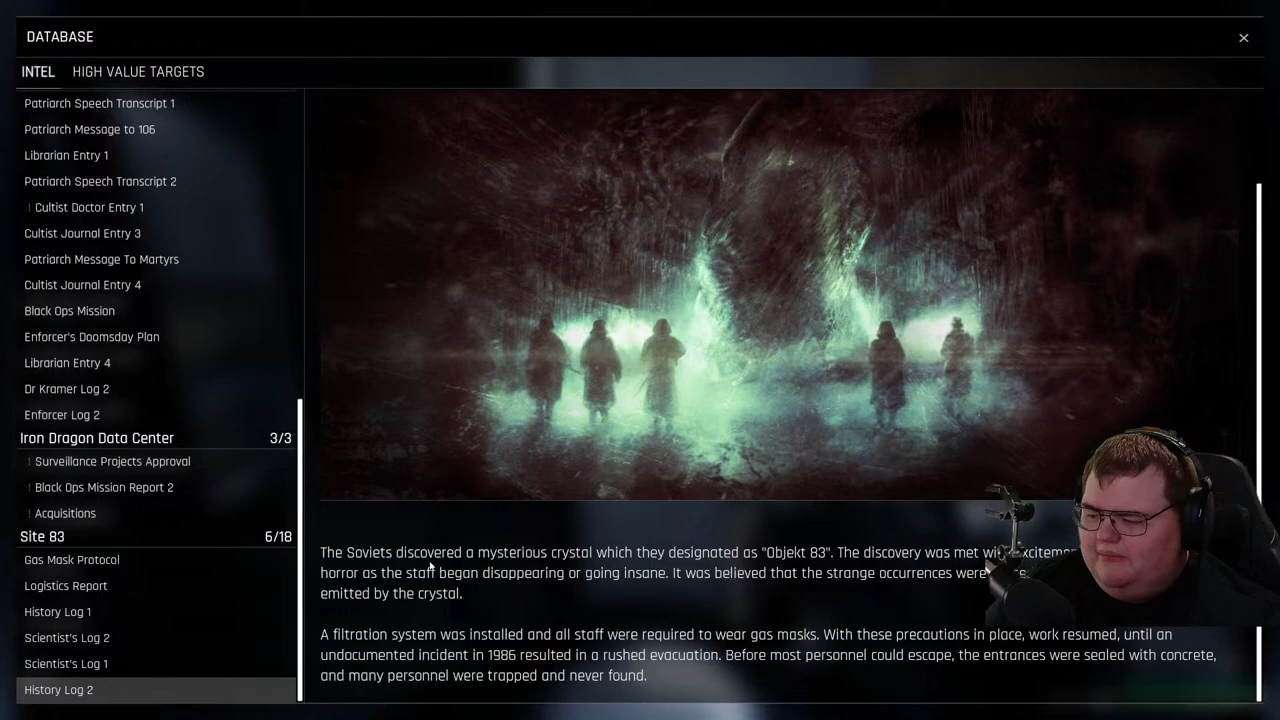 DATABASE
INTEL HIGH VALUE TARGETS
Patriarch Speech Transcript 1
Patriarch Message to 106
Librarian Entry 1
Patriarch Speech Transcript 2
! Cultist Doctor Entry 1
Cultist Journal Entry 3
Patriarch Message To Martyrs
Cultist Journal Entry 4
Black Ops Mission
Enforcer's Doomsday Plan
Librarian Entry 4
Dr Kramer Log 2
Enforcer Log 2
Iron Dragon Data Center 3/3
! Surveillance Projects Approval
! Black Ops Mission Report 2
! Acquisitions
Site 83 6/18
Gas Mask Protocol
Logistics Report
History Log 1
Scientist's Log 2
Scientist's Log 1
History Log 2
The Soviets discovered a mysterious crystal which they designated as "Objekt 83". The discovery was met
horror as the staff began disappearing or going insane. It was believed that the strange occurrences were
emitted by the crystal.
A filtration system was installed and all staff were required to wear gas masks. With these precautions in place, work resumed, until an
undocumented incident in 1986 resulted in a rushed evacuation. Before most personnel could escape, the entrances were sealed with concrete,
and many personnel were trapped and never found.